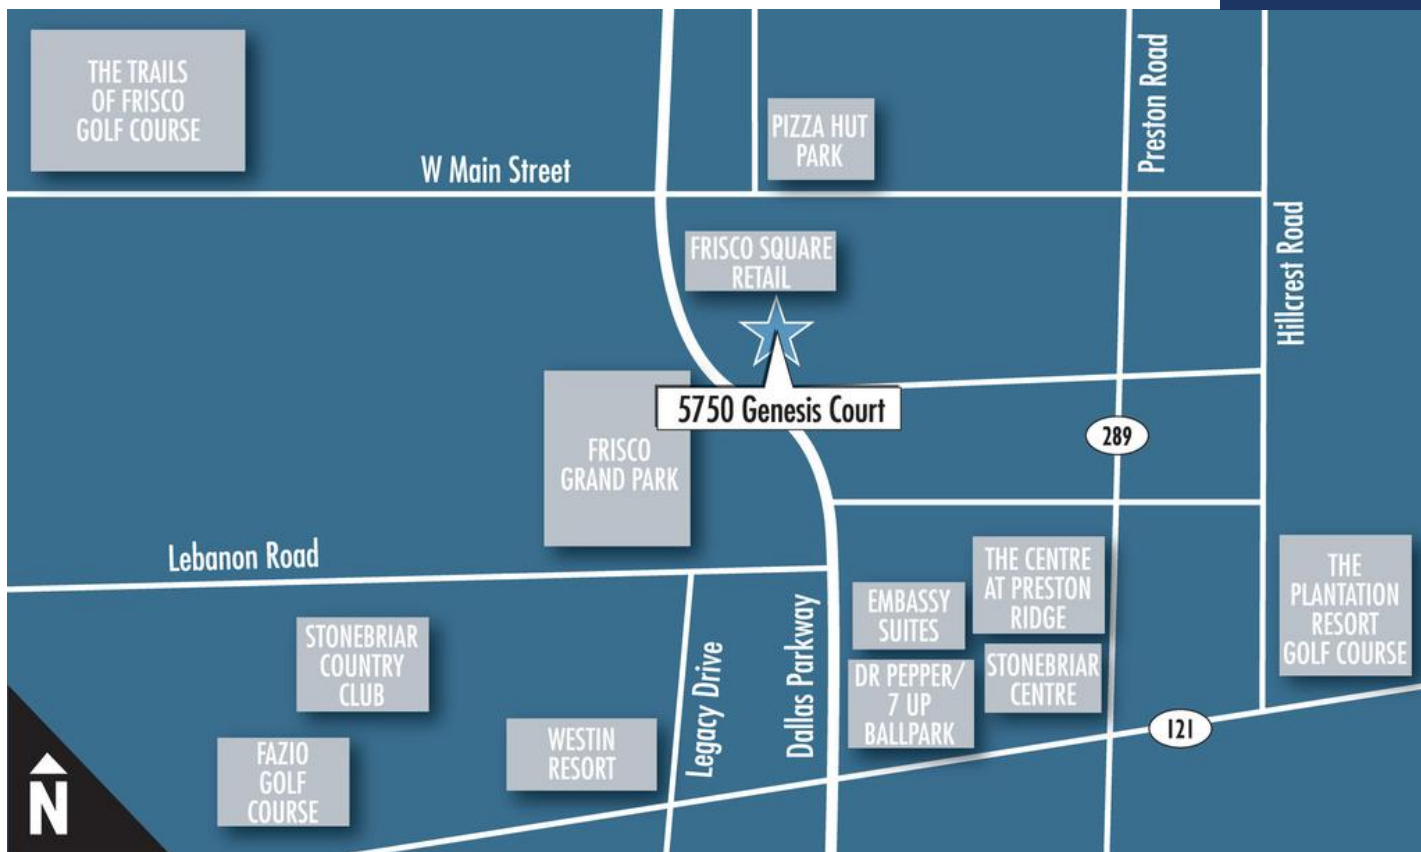 THE TRAILS
OF FRISCO
GOLF COURSE
W Main Street
PIZZA HUT
PARK
Preston Road
FRISCO SQUARE
RETAIL
Hillcrest Road
5750 Genesis Court
289
FRISCO
GRAND PARK
Lebanon Road
STONEBRIAR
COUNTRY
CLUB
FAZIO
GOLF
COURSE
WESTIN
RESORT
Legacy Drive
Dallas Parkway
EMBASSY
SUITES
THE CENTRE
AT PRESTON
RIDGE
DR PEPPER/
7 UP
BALLPARK
STONEBRIAR
CENTRE
THE
PLANTATION
RESORT
GOLF COURSE
121
N